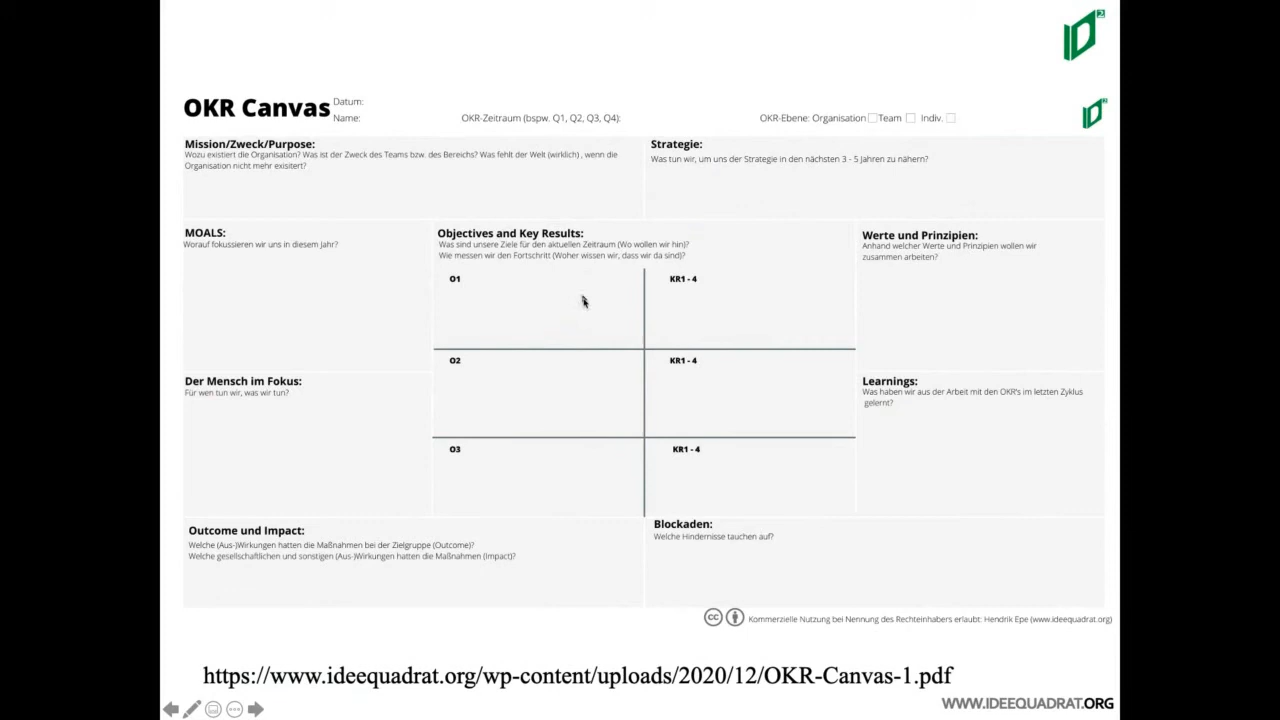 OKR Canvas
Datum:
Name:
OKR-Zeitraum (bspw. Q1, Q2, Q3, Q4):
OKR-Ebene: Organisation Team Indiv.
Mission/Zweck/Purpose:
Wozu existiert die Organisation? Was ist der Zweck des Teams bzw. des Bereichs? Was fehlt der Welt (wirklich) , wenn die
Organisation nicht mehr exisitert?
Strategie:
Was tun wir, um uns der Strategie in den nächsten 3 - 5 Jahren zu nähern?
MOALS:
Worauf fokussieren wir uns in diesem Jahr?
Objectives and Key Results:
Was sind unsere Ziele für den aktuellen Zeitraum (Wo wollen wir hin)?
Wie messen wir den Fortschritt (Woher wissen wir, dass wir da sind)?
O1
KR1 - 4
O2
KR1 - 4
O3
KR1 - 4
Werte und Prinzipien:
Anhand welcher Werte und Prinzipien wollen wir
zusammen arbeiten?
Der Mensch im Fokus:
Für wen tun wir, was wir tun?
Learnings:
Was haben wir aus der Arbeit mit den OKR's im letzten Zyklus
gelernt?
Outcome und Impact:
Welche (Aus-)Wirkungen hatten die Maßnahmen bei der Zielgruppe (Outcome)?
Welche gesellschaftlichen und sonstigen (Aus-)Wirkungen hatten die Maßnahmen (Impact)?
Blockaden:
Welche Hindernisse tauchen auf?
Kommerzielle Nutzung bei Nennung des Rechteinhabers erlaubt: Hendrik Epe (www.ideequadrat.org)
https://www.ideequadrat.org/wp-content/uploads/2020/12/OKR-Canvas-1.pdf
WWW.IDEEQUADRAT.ORG